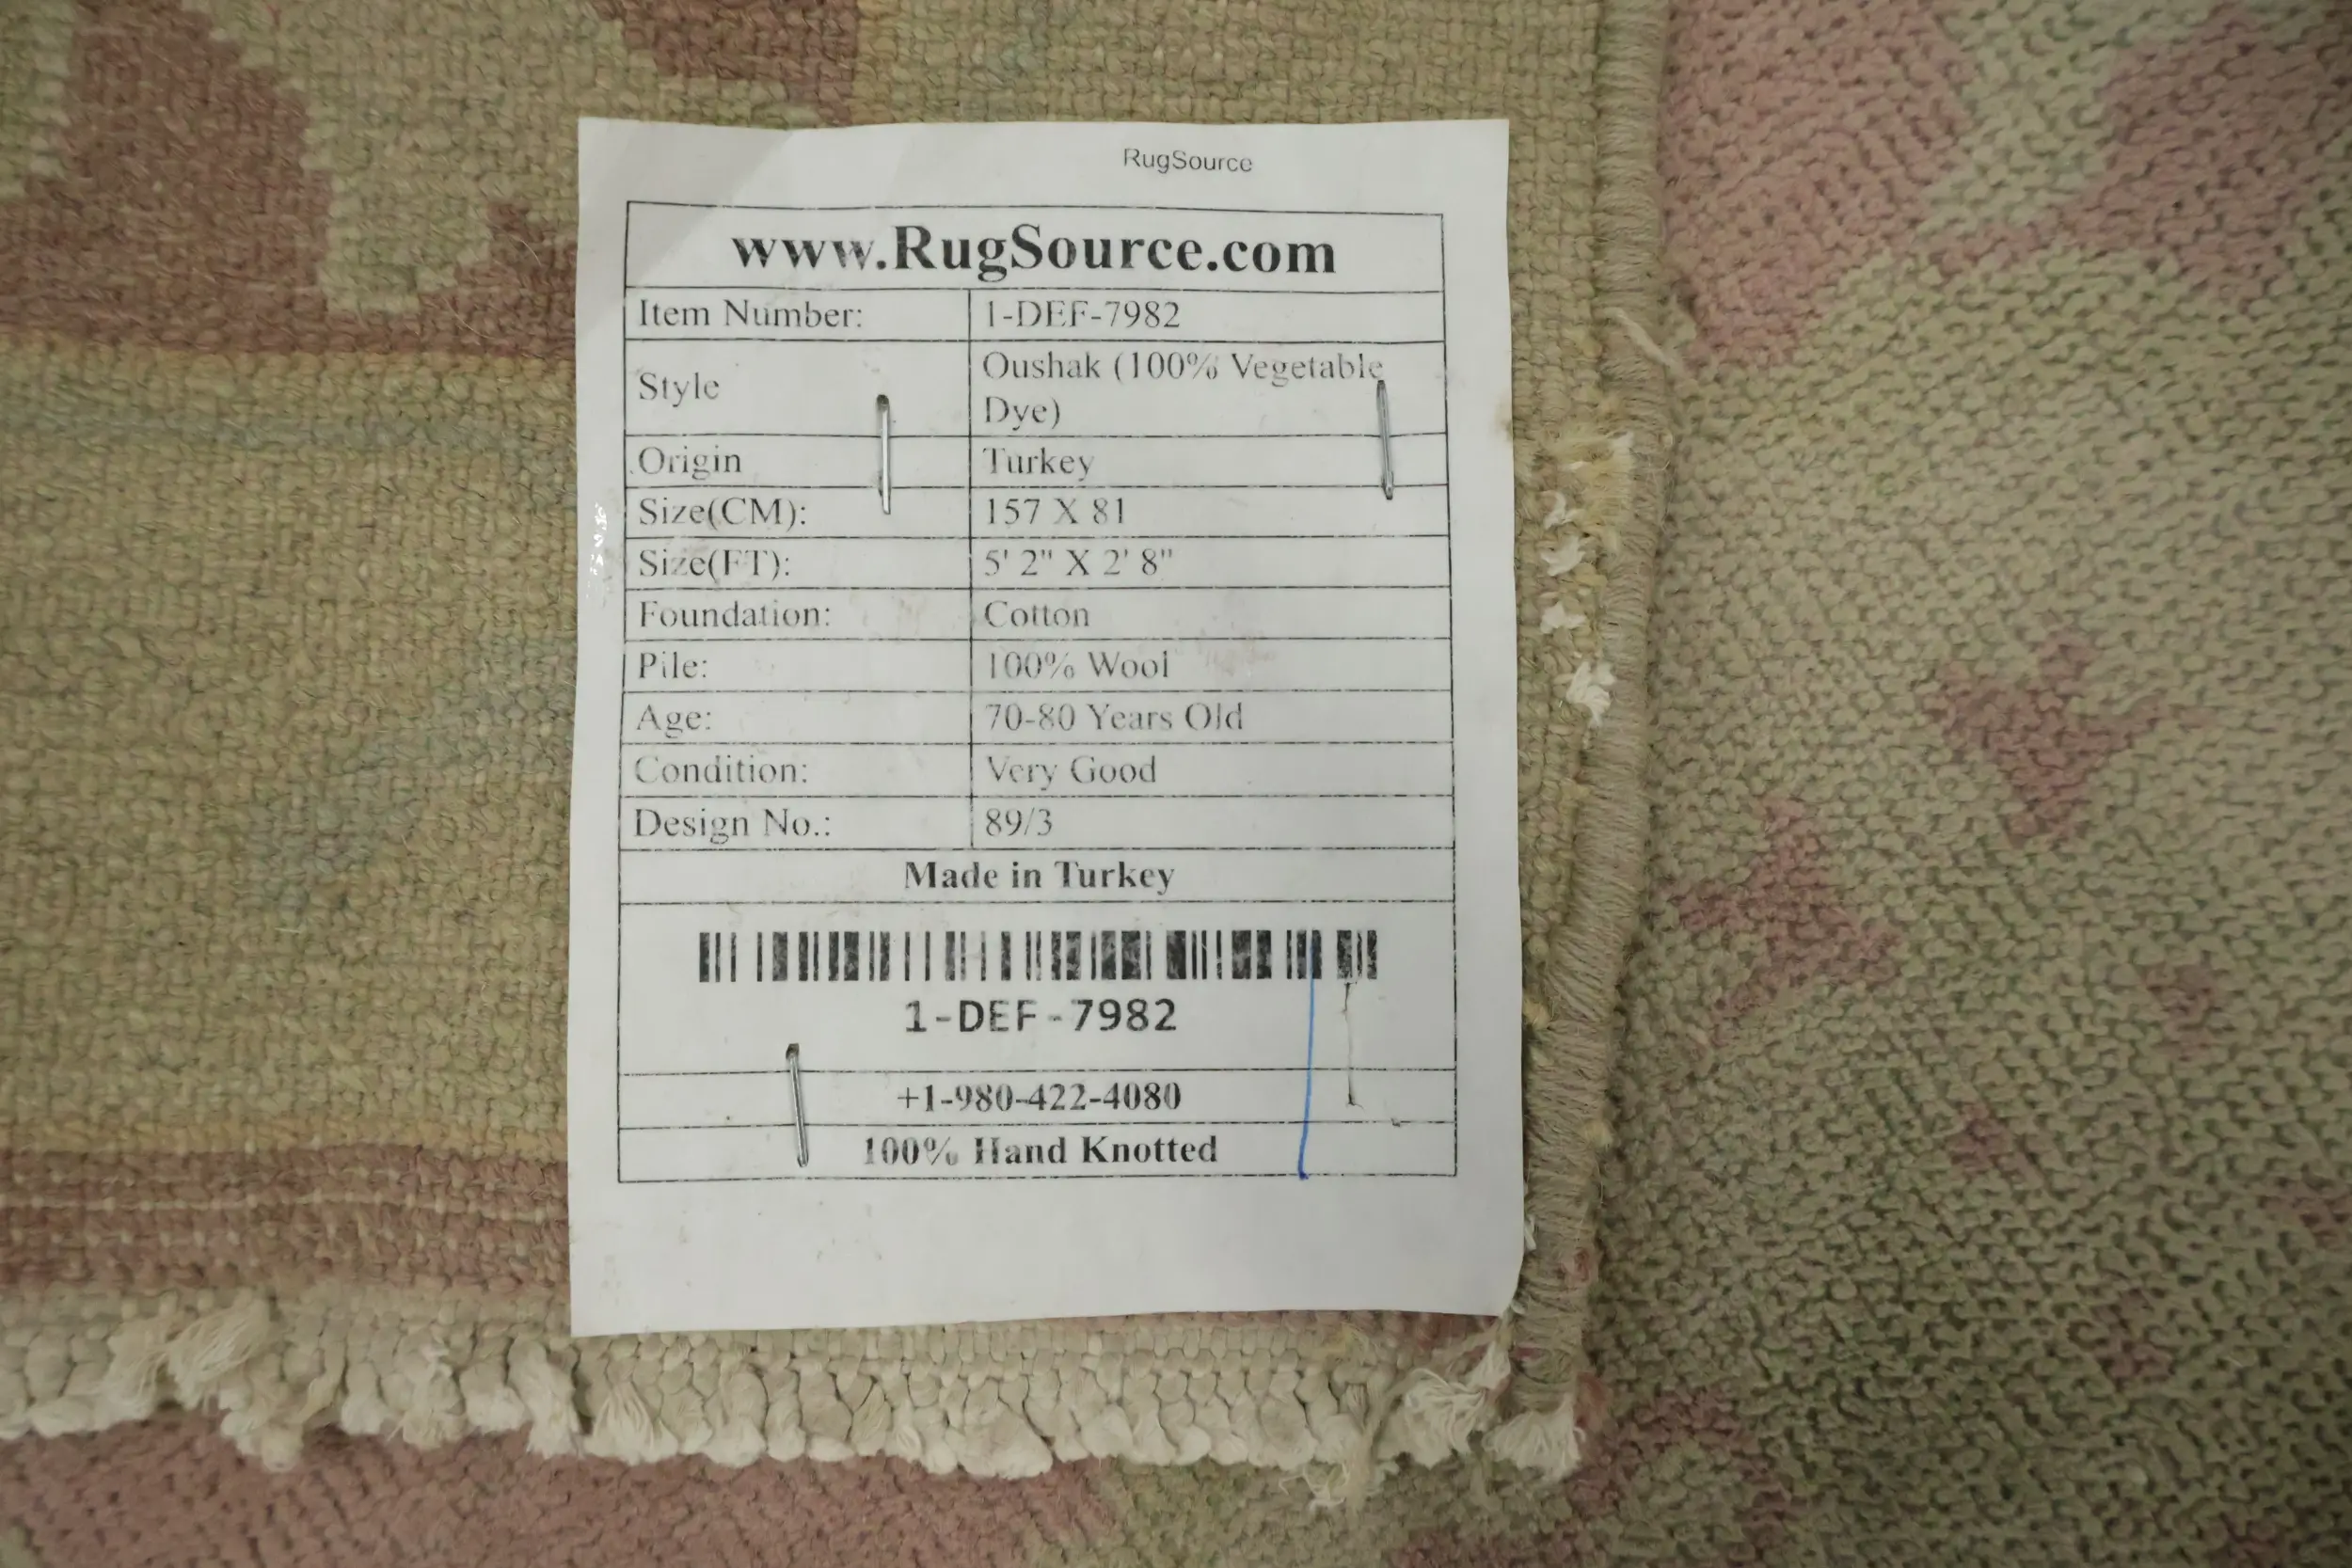 RugSource
www.RugSource.com
Item Number: 1-DEF-7982
Style Oushak (100% Vegetable
Dye)
Origin Turkey
Size(CM): 157 X 81
Size(FT): 5' 2" X 2' 8"
Foundation: Cotton
Pile: 100% Wool
Age: 70-80 Years Old
Condition: Very Good
Design No.: 89/3
Made in Turkey
1-DEF-7982
+1-980-422-4080
100% Hand Knotted